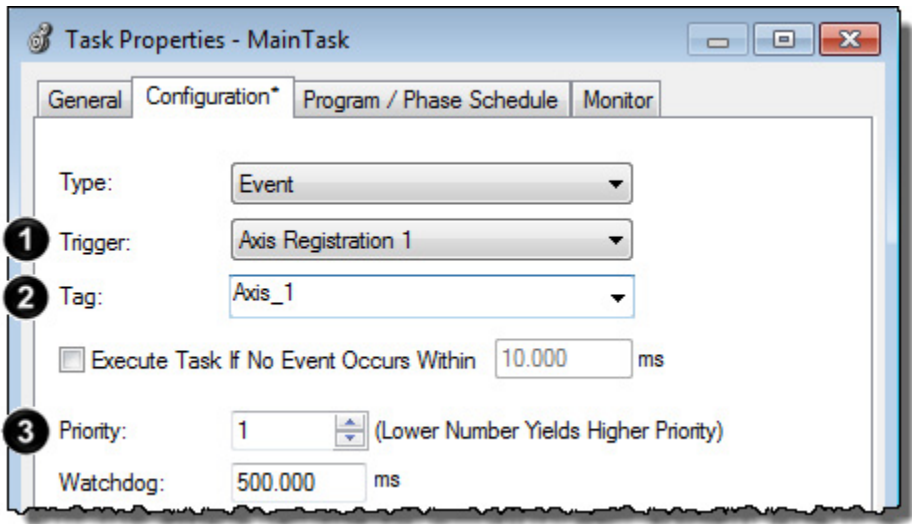 Task Properties - MainTask
General Configuration* Program / Phase Schedule Monitor
Type: Event
1 Trigger: Axis Registration 1
2 Tag: Axis_1
Execute Task If No Event Occurs Within 10.000 ms
3 Priority: 1 (Lower Number Yields Higher Priority)
Watchdog: 500.000 ms